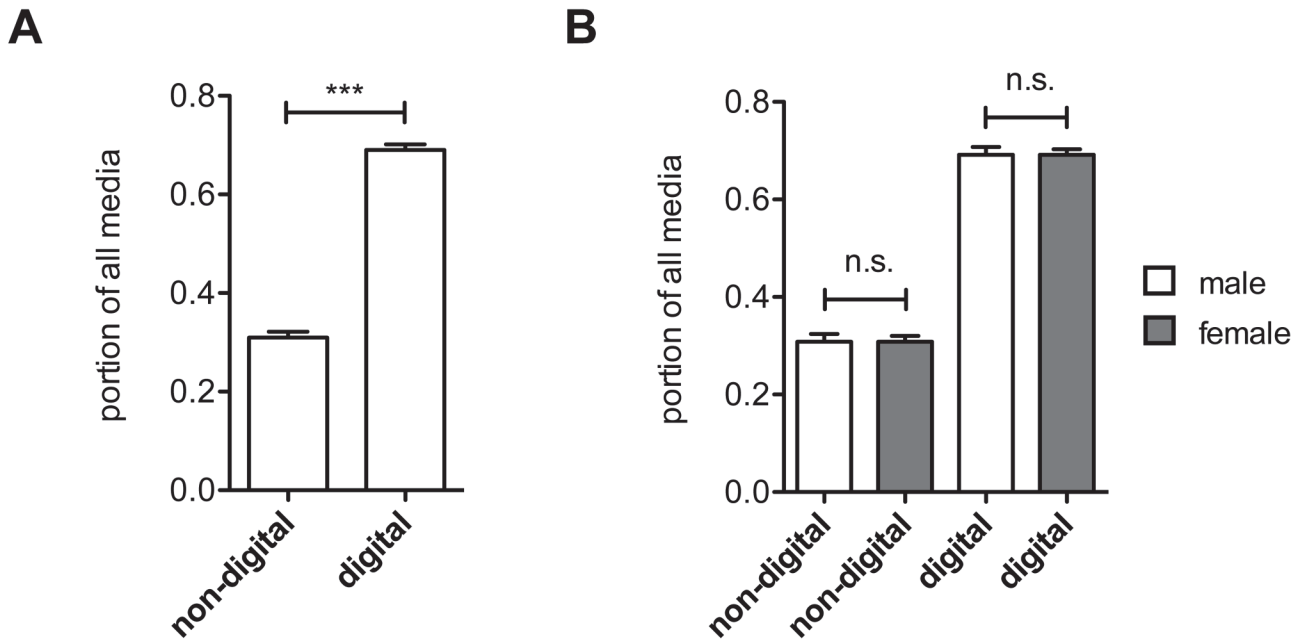 A
portion of all media
0.8
0.6
0.4
0.2
0.0
***
non-digital
digital
B
portion of all media
0.8
0.6
0.4
0.2
0.0
n.s.
n.s.
non-digital
non-digital
digital
digital
male
female